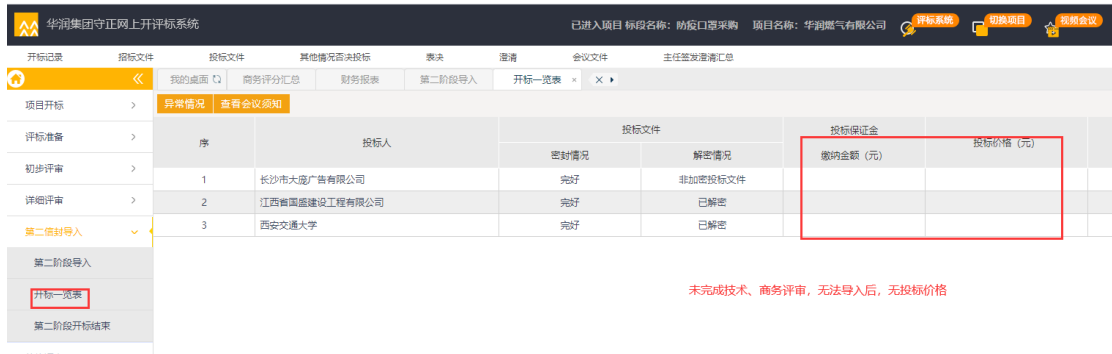 华润集团守正网上开评标系统
已进入项目 标段名称：防疫口罩采购 项目名称：华润燃气有限公司 评标系统 切换项目 视频会议
开标记录 招标文件 投标文件 其他情况否决投标 表决 澄清 会议文件 主任签发澄清汇总
我的桌面 商务评分汇总 财务报表 第二阶段导入 开标一览表
项目开标
评标准备
初步评审
详细评审
第二信封导入
第二阶段导入
开标一览表
第二阶段开标结束
异常情况 查看会议须知
序 投标人 投标文件 投标保证金 投标价格（元）
密封情况 解密情况 缴纳金额（元）
1 长沙市大庞广告有限公司 完好 非加密投标文件
2 江西省国盛建设工程有限公司 完好 已解密
3 西安交通大学 完好 已解密
未完成技术、商务评审，无法导入后，无投标价格